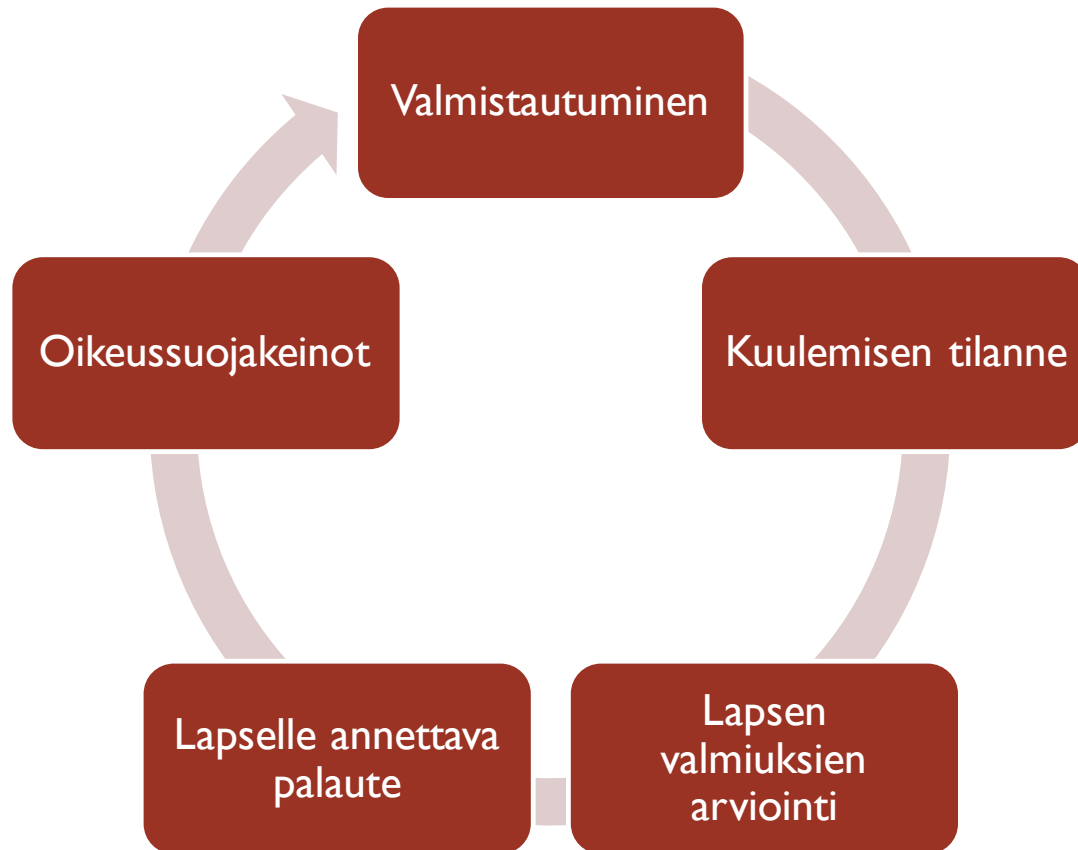 Valmistautuminen
Kuulemisen tilanne
Lapsen
valmiuksien
arviointi
Lapselle annettava
palaute
Oikeussuojakeinot